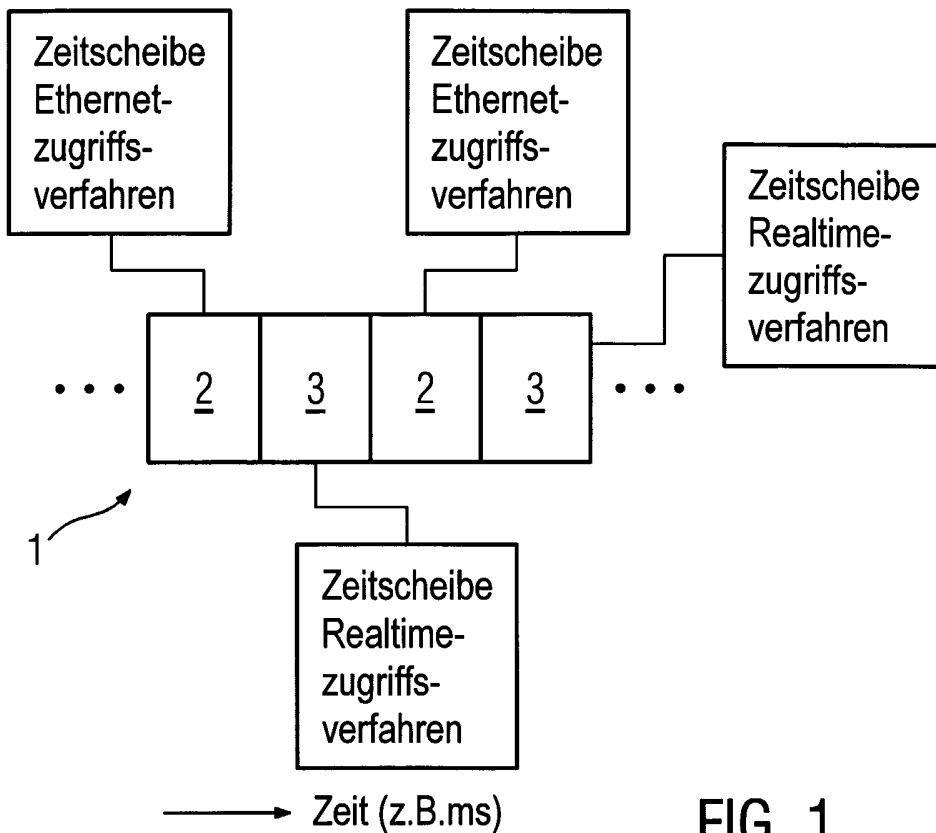 Zeitscheibe
Ethernet-
zugriffs-
verfahren
Zeitscheibe
Ethernet-
zugriffs-
verfahren
Zeitscheibe
Realtime-
zugriffs-
verfahren
... 2 3 2 3 ...
1
Zeitscheibe
Realtime-
zugriffs-
verfahren
Zeit (z.B.ms)
FIG. 1